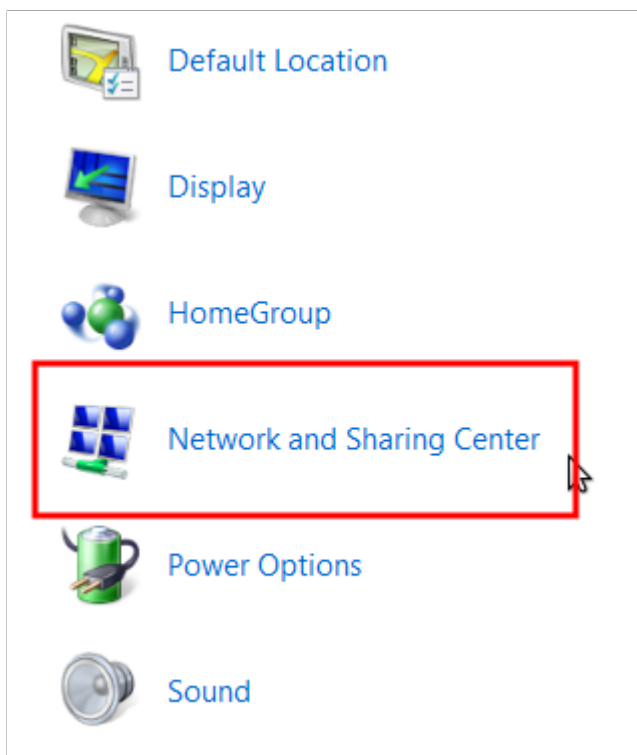 Default Location
Display
HomeGroup
Network and Sharing Center
Power Options
Sound